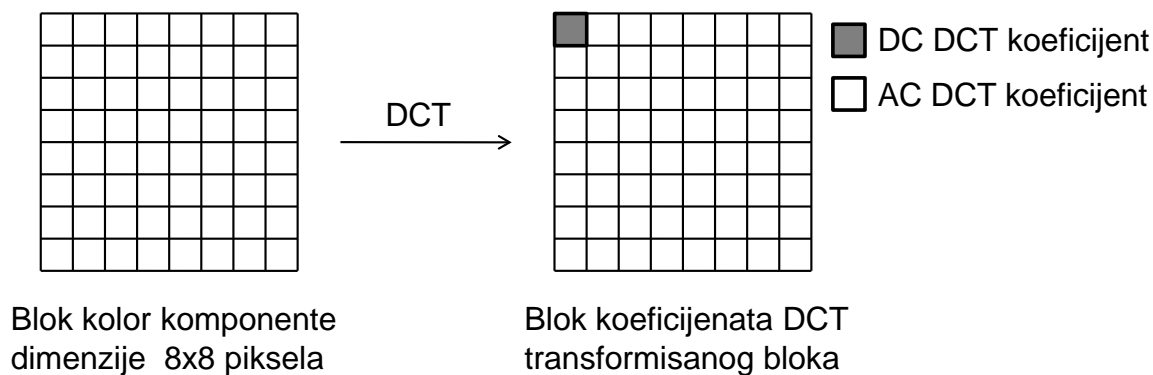 DC DCT koeficijent
AC DCT koeficijent
DCT
Blok kolor komponente
dimenzije 8x8 piksela
Blok koeficijenata DCT
transformisanog bloka